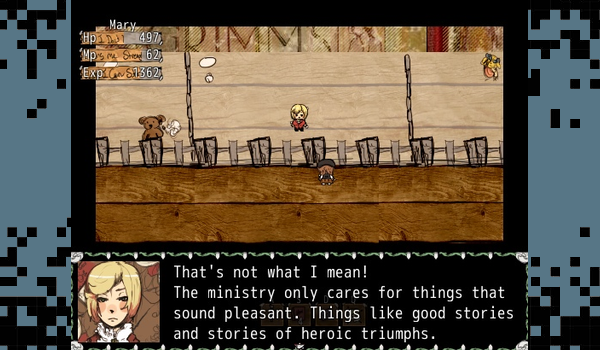 Mary
Hp 497
Mp 62
Exp 1362
That's not what I mean!
The ministry only cares for things that
sound pleasant. Things like good stories
and stories of heroic triumphs.